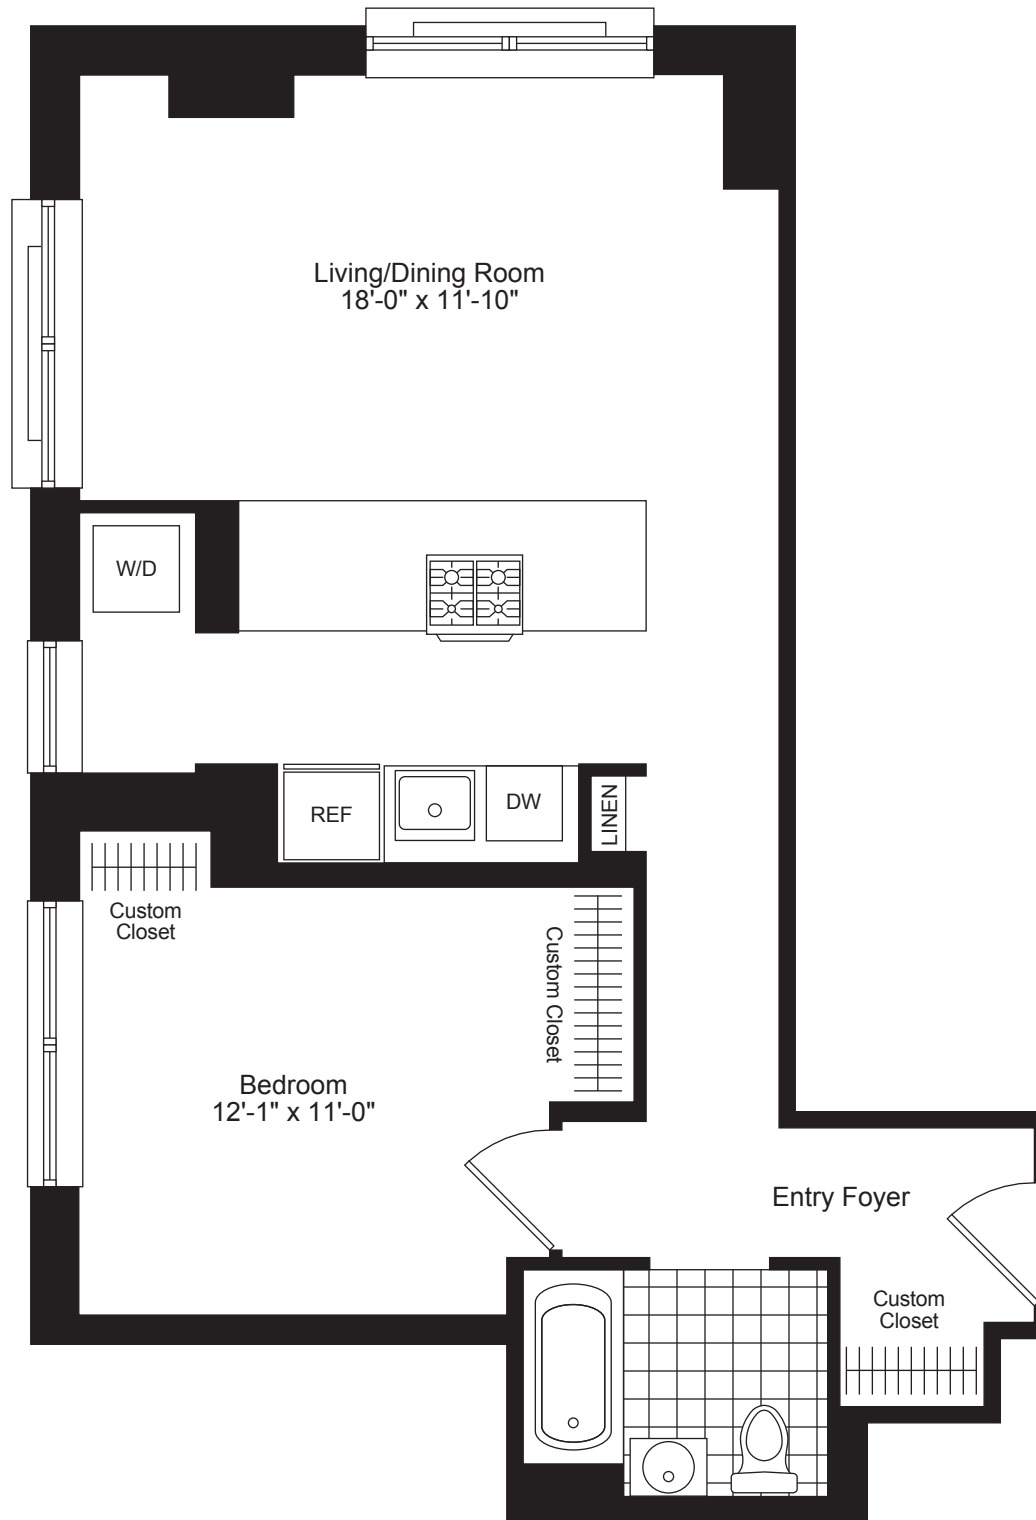 Living/Dining Room
18'-0" x 11'-10"
W/D
REF
DW
LINEN
Custom
Closet
Custom Closet
Bedroom
12'-1" x 11'-0"
Entry Foyer
Custom
Closet